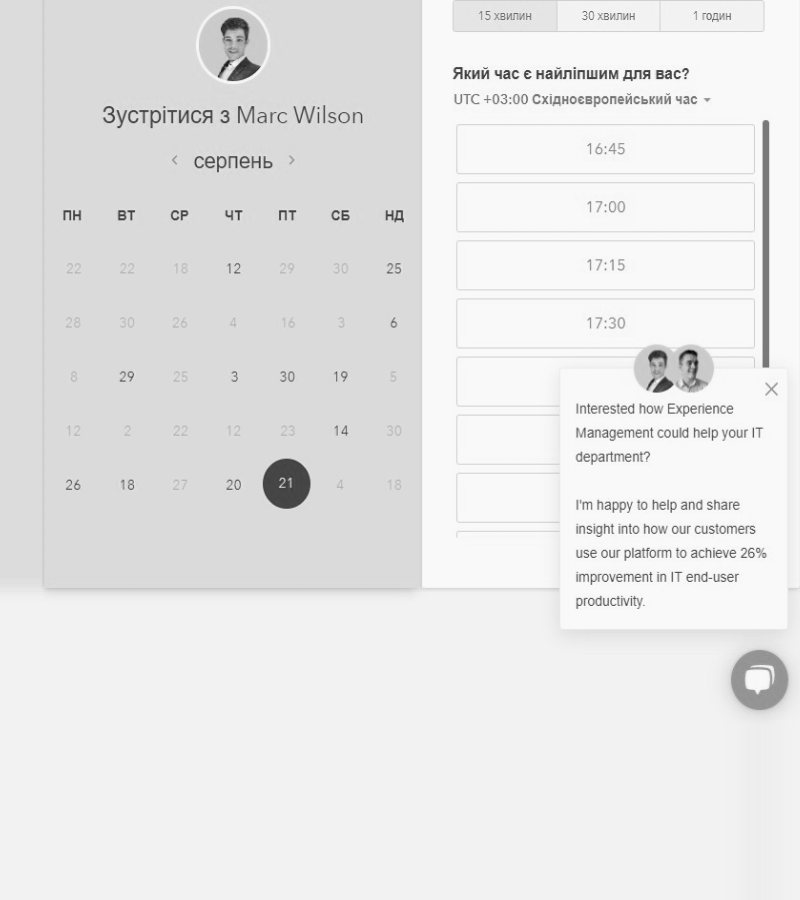 Зустрітися з Marc Wilson
серпень
ПН ВТ СР ЧТ ПТ СБ НД
22 22 18 12 29 30 25
28 30 26 4 16 3 6
8 29 25 3 30 19 5
12 2 22 12 23 14 30
26 18 27 20 21 4 18
15 хвилин 30 хвилин 1 годин
Який час є найліпшим для вас?
UTC +03:00 Східноєвропейський час
16:45
17:00
17:15
17:30
Interested how Experience
Management could help your IT
department?
I'm happy to help and share
insight into how our customers
use our platform to achieve 26%
improvement in IT end-user
productivity.